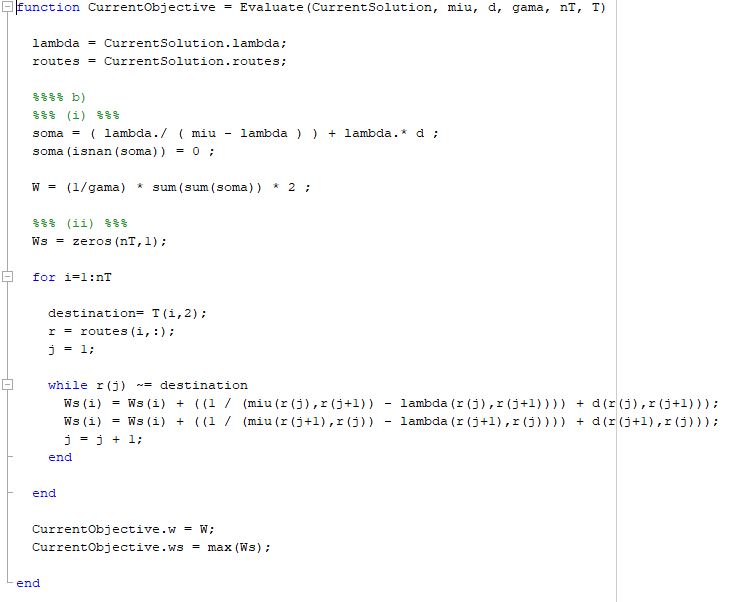 function CurrentObjective = Evaluate(CurrentSolution, miu, d, gama, nT, T)
lambda = CurrentSolution.lambda;
routes = CurrentSolution.routes;
%%%% b)
%%% (i) %%%
soma = ( lambda./ ( miu - lambda ) ) + lambda.* d ;
soma(isnan(soma)) = 0 ;
W = (1/gama) * sum(sum(soma)) * 2 ;
%%% (ii) %%%
Ws = zeros(nT,1);
for i=1:nT
destination= T(i,2);
r = routes(i,:);
j = 1;
while r(j) ~= destination
Ws(i) = Ws(i) + ((1 / (miu(r(j),r(j+1)) - lambda(r(j),r(j+1)))) + d(r(j),r(j+1)));
Ws(i) = Ws(i) + ((1 / (miu(r(j+1),r(j)) - lambda(r(j+1),r(j)))) + d(r(j+1),r(j)));
j = j + 1;
end
end
CurrentObjective.w = W;
CurrentObjective.ws = max(Ws);
end